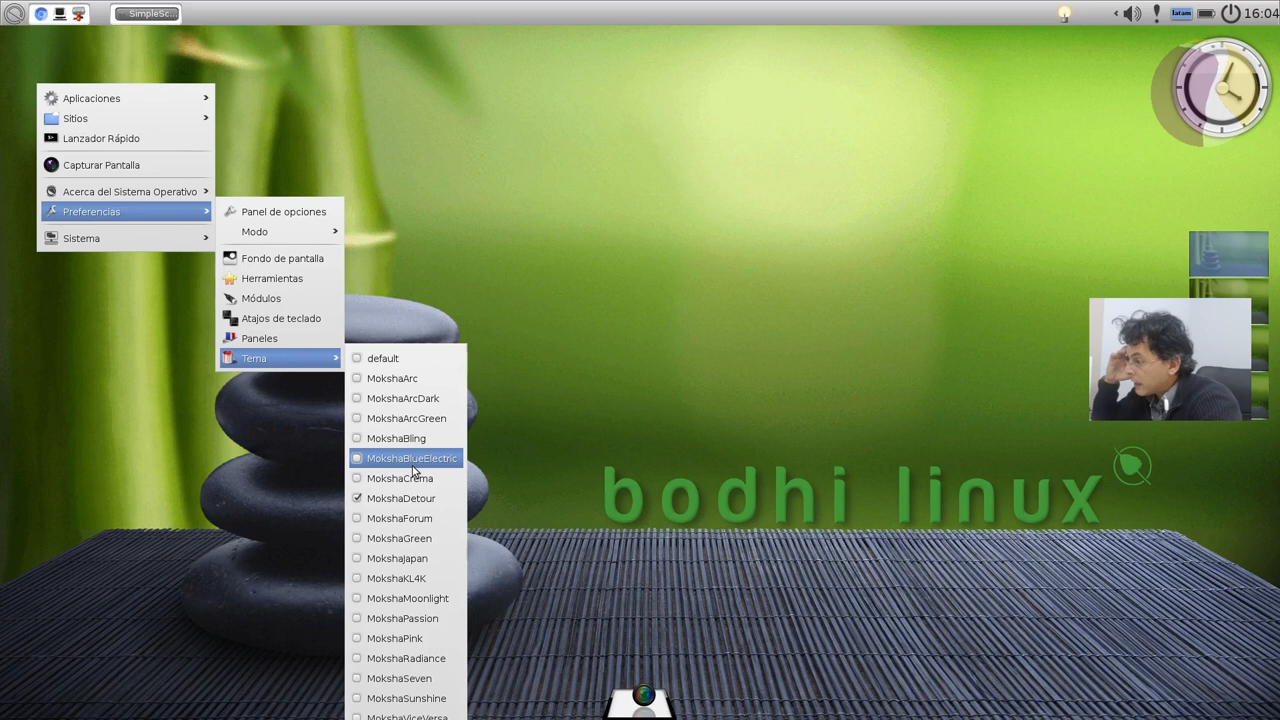 SimpleSc...
latam
16:04
Aplicaciones
Sitios
Lanzador Rápido
Capturar Pantalla
Acerca del Sistema Operativo
Preferencias
Sistema
Panel de opciones
Modo
Fondo de pantalla
Herramientas
Módulos
Atajos de teclado
Paneles
Tema
default
MokshaArc
MokshaArcDark
MokshaArcGreen
MokshaBling
MokshaBlueElectric
MokshaCrema
MokshaDetour
MokshaForum
MokshaGreen
MokshaJapan
MokshaKL4K
MokshaMoonlight
MokshaPassion
MokshaPink
MokshaRadiance
MokshaSeven
MokshaSunshine
MokshaViceVersa
bodhi linux